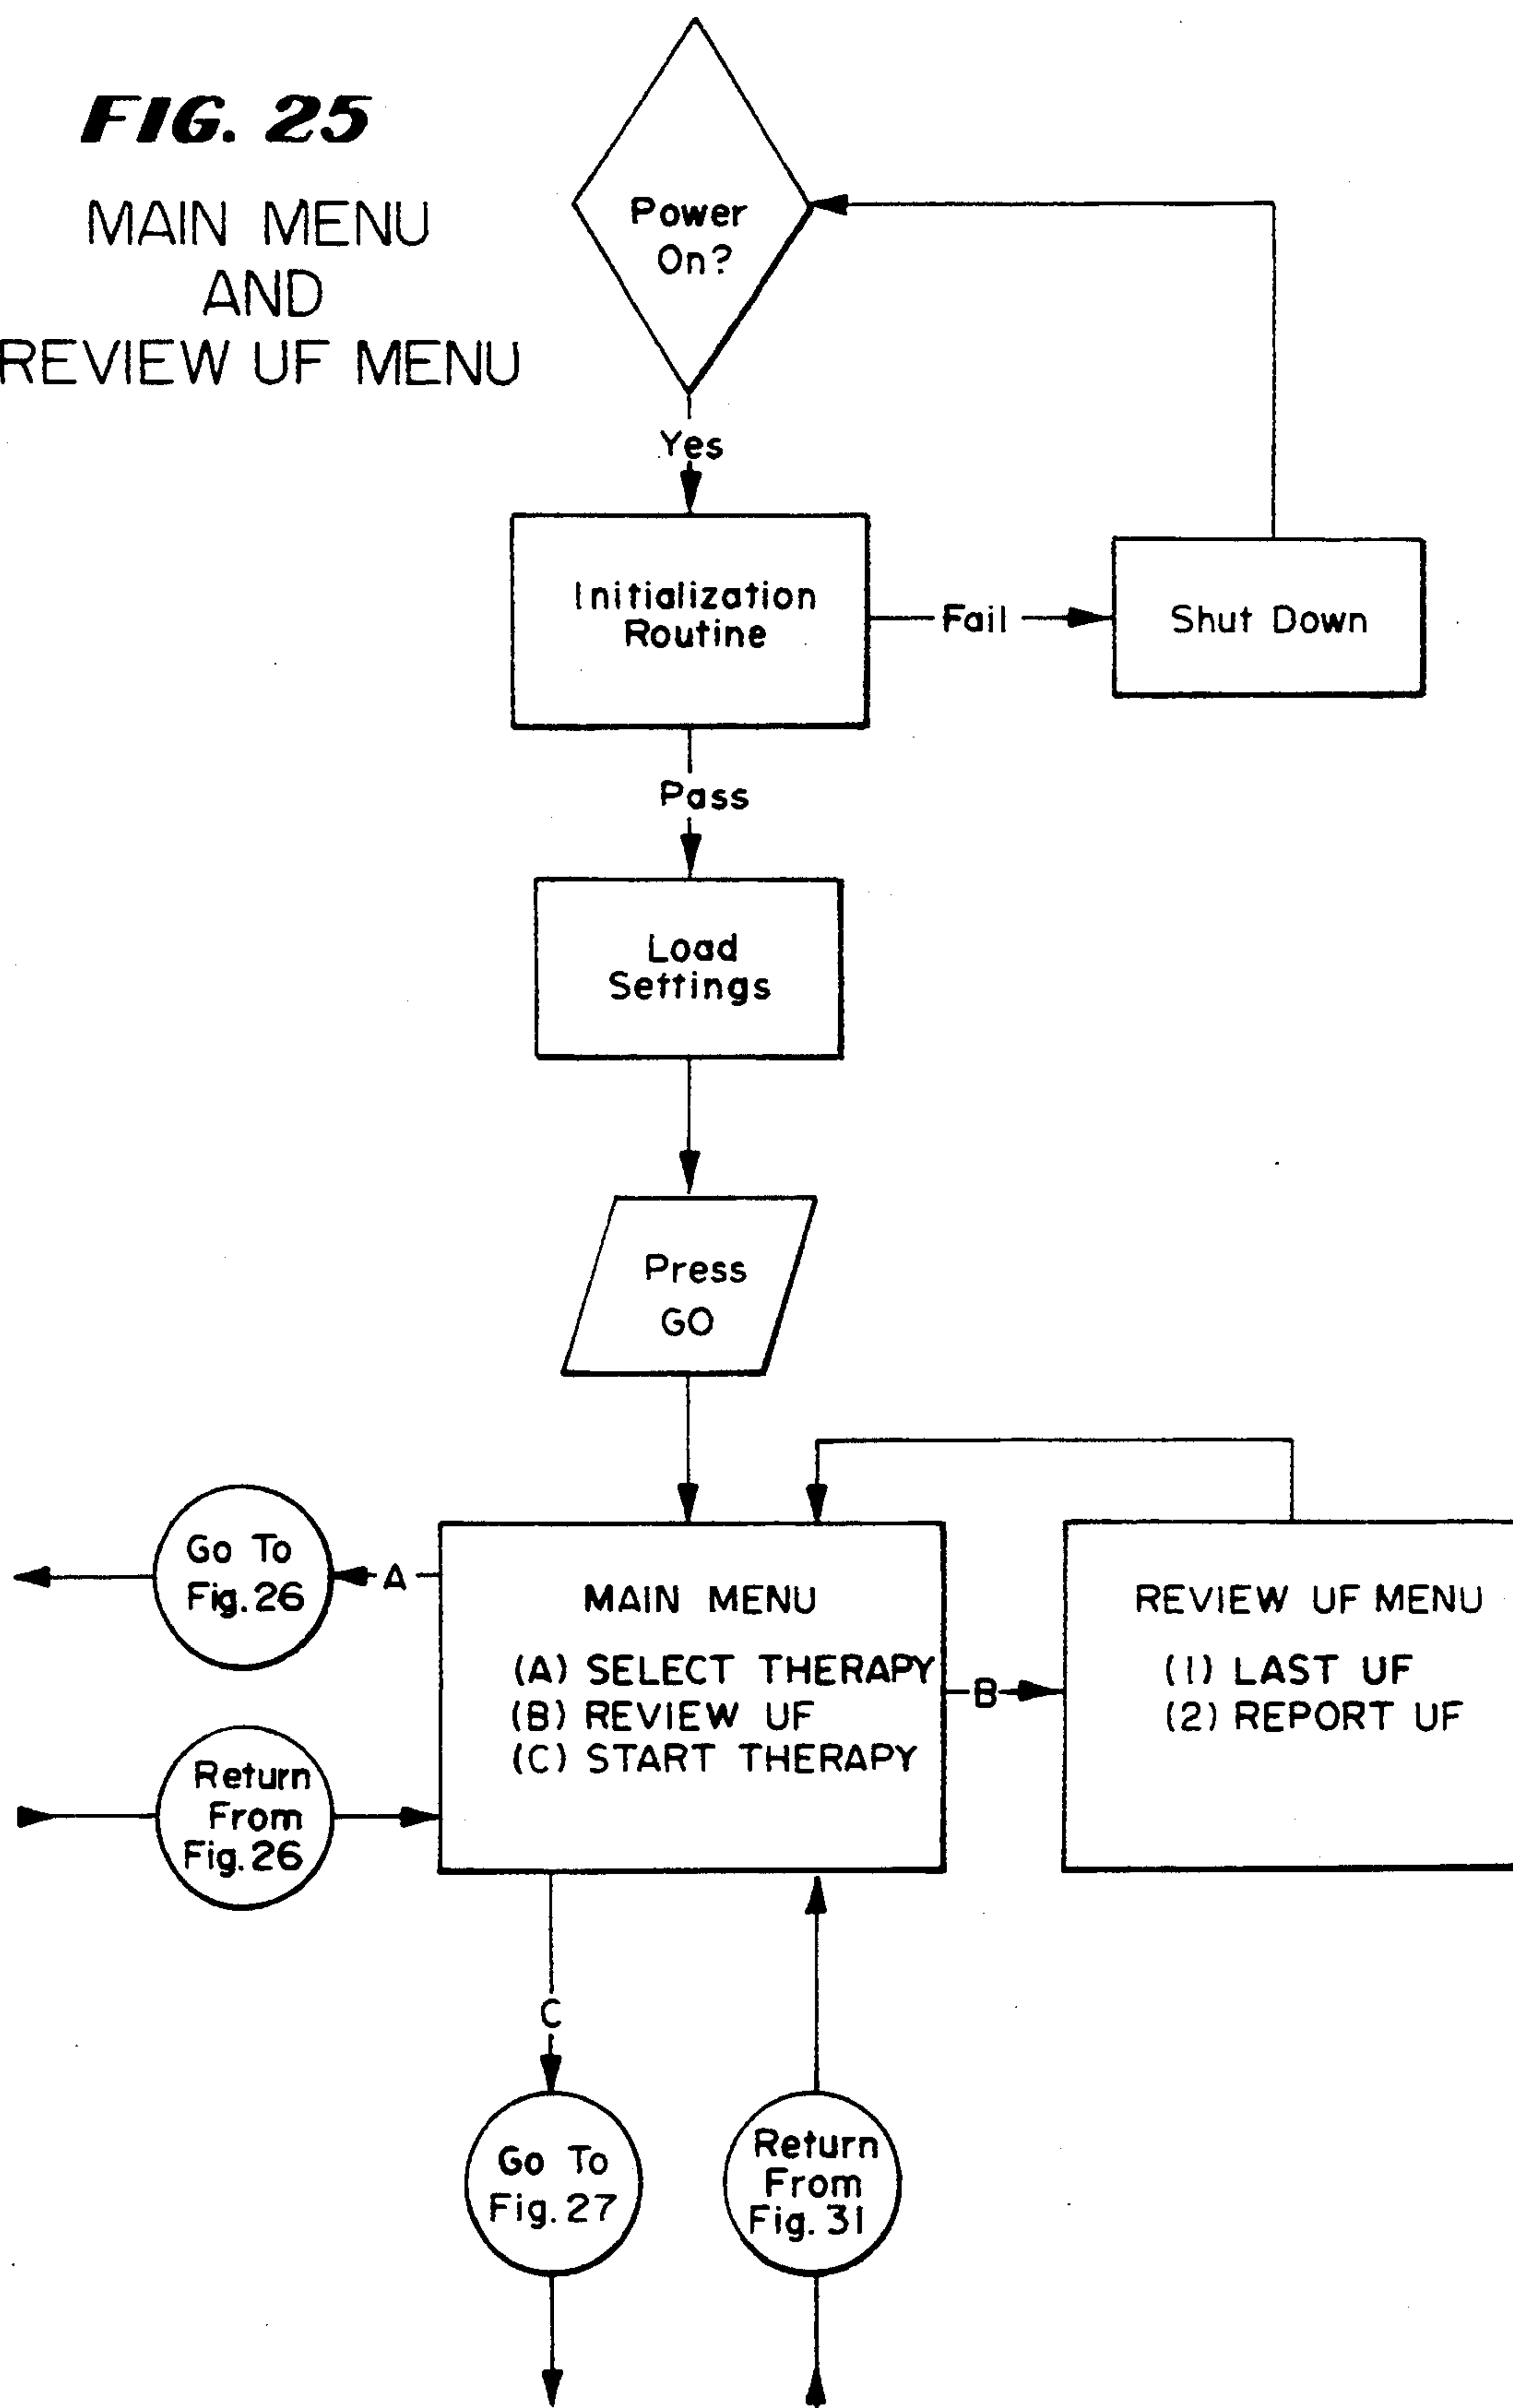 FIG. 25
MAIN MENU
AND
REVIEW UF MENU
Power
On?
Yes
Initialization
Routine
Fail
Shut Down
Pass
Load
Settings
Press
GO
Go To
Fig. 26
A
MAIN MENU
(A) SELECT THERAPY
(B) REVIEW UF
(C) START THERAPY
B
REVIEW UF MENU
(1) LAST UF
(2) REPORT UF
Return
From
Fig. 26
C
Go To
Fig. 27
Return
From
Fig. 31